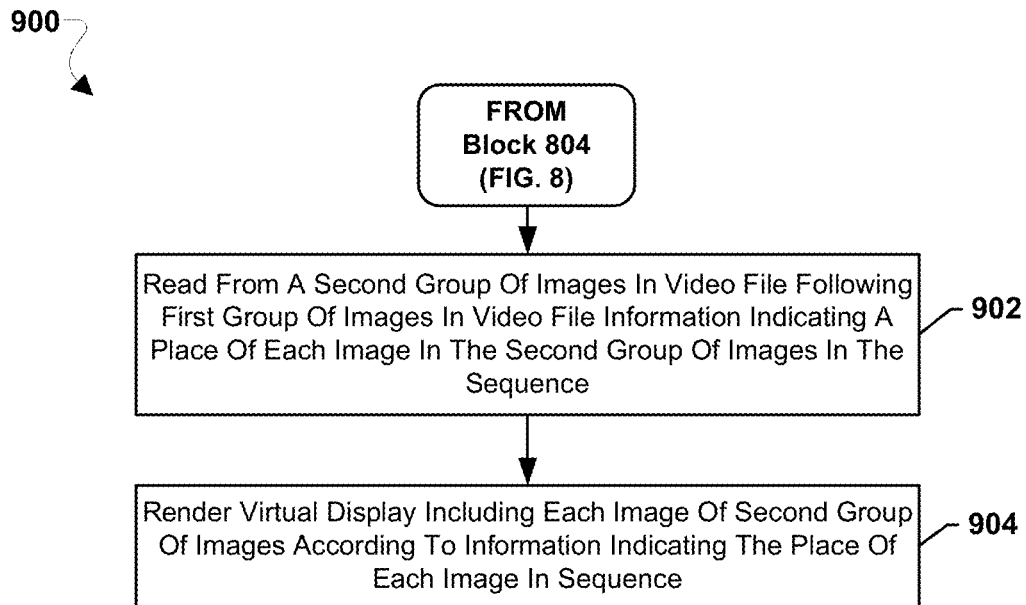 900
FROM
Block 804
(FIG. 8)
Read From A Second Group Of Images In Video File Following
First Group Of Images In Video File Information Indicating A
Place Of Each Image In The Second Group Of Images In The
Sequence
902
Render Virtual Display Including Each Image Of Second Group
Of Images According To Information Indicating The Place Of
Each Image In Sequence
904